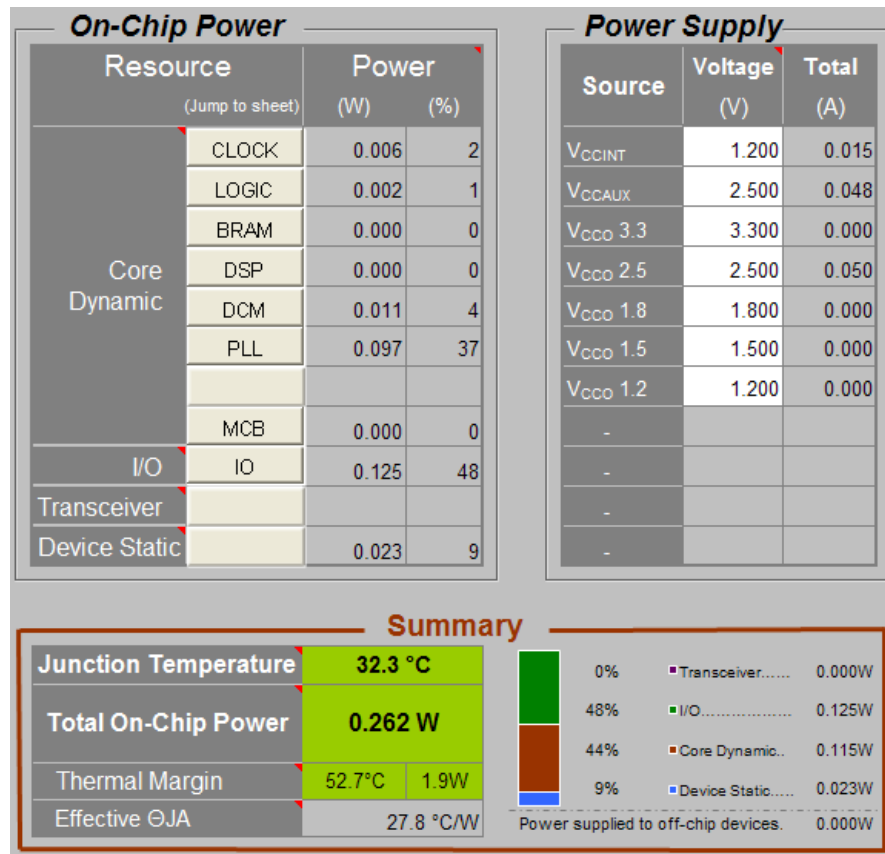 On-Chip Power
Resource Power
(Jump to sheet) (W) (%)
Core Dynamic
CLOCK 0.006 2
LOGIC 0.002 1
BRAM 0.000 0
DSP 0.000 0
DCM 0.011 4
PLL 0.097 37
MCB 0.000 0
I/O IO 0.125 48
Transceiver
Device Static 0.023 9
Power Supply
Source Voltage Total
(V) (A)
VCCINT 1.200 0.015
VCCAUX 2.500 0.048
VCCO 3.3 3.300 0.000
VCCO 2.5 2.500 0.050
VCCO 1.8 1.800 0.000
VCCO 1.5 1.500 0.000
VCCO 1.2 1.200 0.000
-
-
-
-
Summary
Junction Temperature 32.3 °C
Total On-Chip Power 0.262 W
Thermal Margin 52.7°C 1.9W
Effective ΘJA 27.8 °C/W
0% Transceiver...... 0.000W
48% I/O.................. 0.125W
44% Core Dynamic.. 0.115W
9% Device Static..... 0.023W
Power supplied to off-chip devices. 0.000W